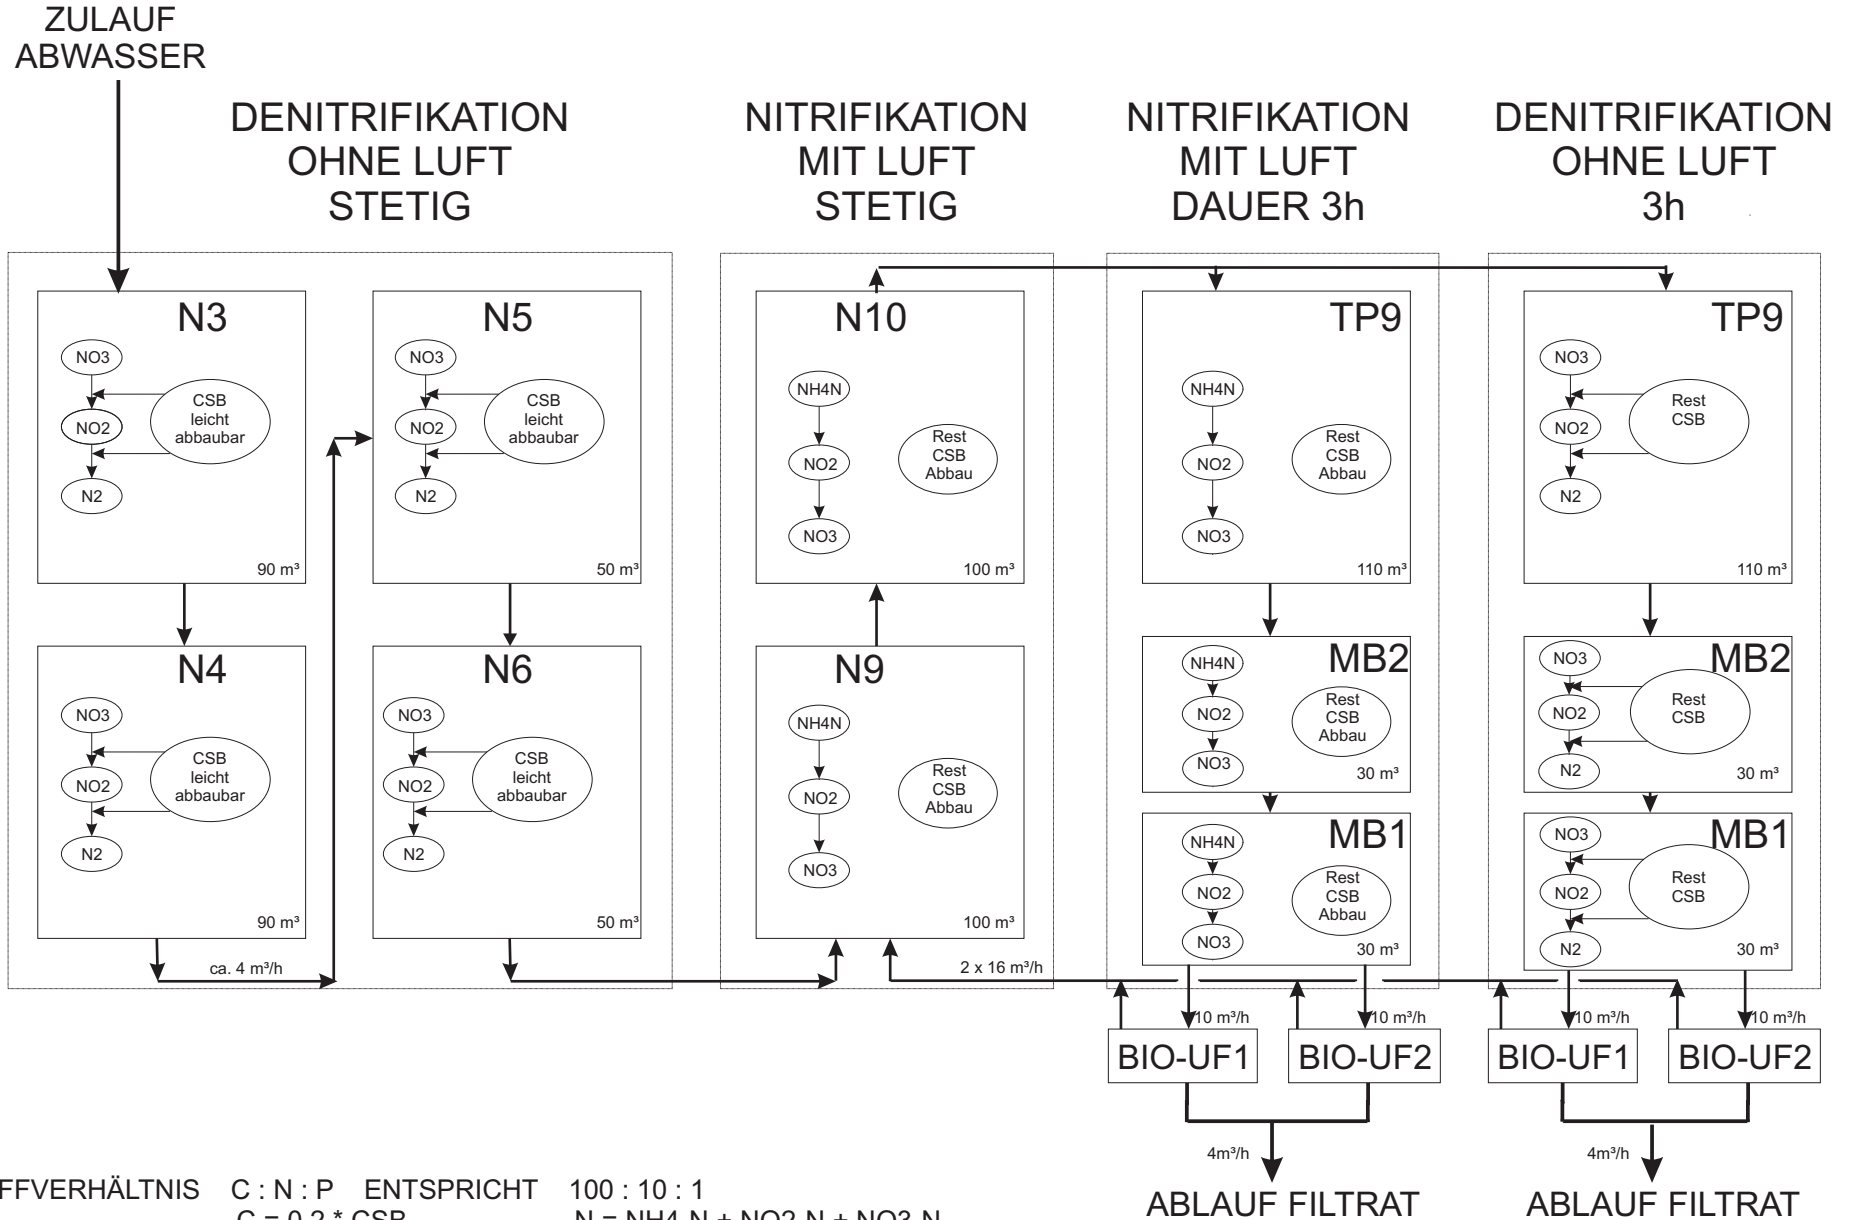 ZULAUF
ABWASSER
DENITRIFIKATION
OHNE LUFT
STETIG
NITRIFIKATION
MIT LUFT
STETIG
NITRIFIKATION
MIT LUFT
DAUER 3h
DENITRIFIKATION
OHNE LUFT
3h
N3
NO3
CSB
leicht
abbaubar
NO2
N2
90 m³
N5
NO3
CSB
leicht
abbaubar
NO2
N2
50 m³
N10
NH4N
NO2
Rest
CSB
Abbau
NO3
100 m³
TP9
NH4N
NO2
Rest
CSB
Abbau
NO3
110 m³
TP9
NO3
Rest
CSB
NO2
N2
110 m³
N4
NO3
CSB
leicht
abbaubar
NO2
N2
90 m³
N6
NO3
CSB
leicht
abbaubar
NO2
N2
50 m³
N9
NH4N
NO2
Rest
CSB
Abbau
NO3
100 m³
MB2
NH4N
NO2
Rest
CSB
Abbau
NO3
30 m³
MB2
NO3
Rest
CSB
NO2
N2
30 m³
MB1
NH4N
NO2
Rest
CSB
Abbau
NO3
30 m³
MB1
NO3
Rest
CSB
NO2
N2
30 m³
ca. 4 m³/h
2 x 16 m³/h
10 m³/h
10 m³/h
10 m³/h
10 m³/h
BIO-UF1
BIO-UF2
BIO-UF1
BIO-UF2
4m³/h
4m³/h
ABLAUF FILTRAT
ABLAUF FILTRAT
FFVERHÄLTNIS C : N : P ENTSPRICHT 100 : 10 : 1
C = 0,2 * CSB N = NH4-N + NO2-N + NO3-N